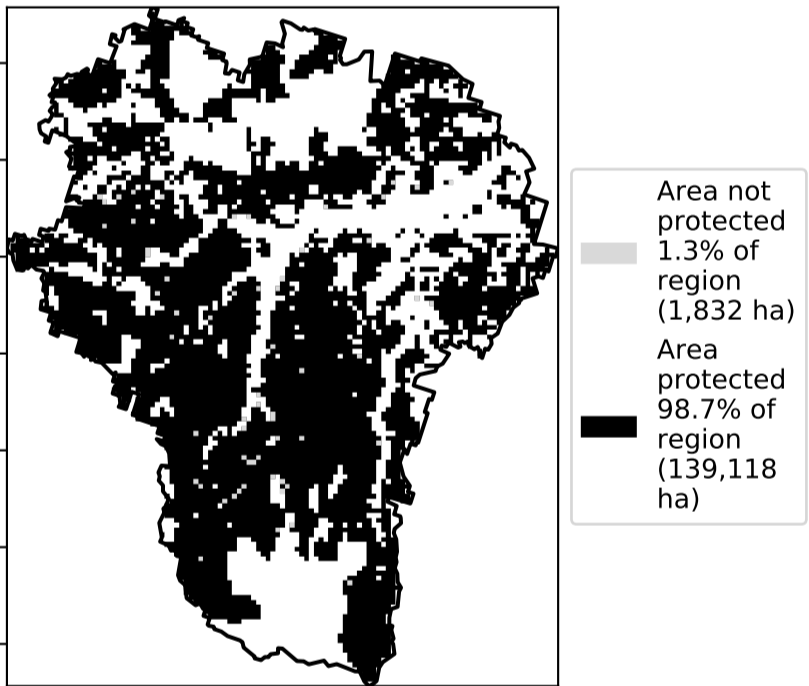 Area not
protected
1.3% of
region
(1,832 ha)
Area
protected
98.7% of
region
(139,118
ha)